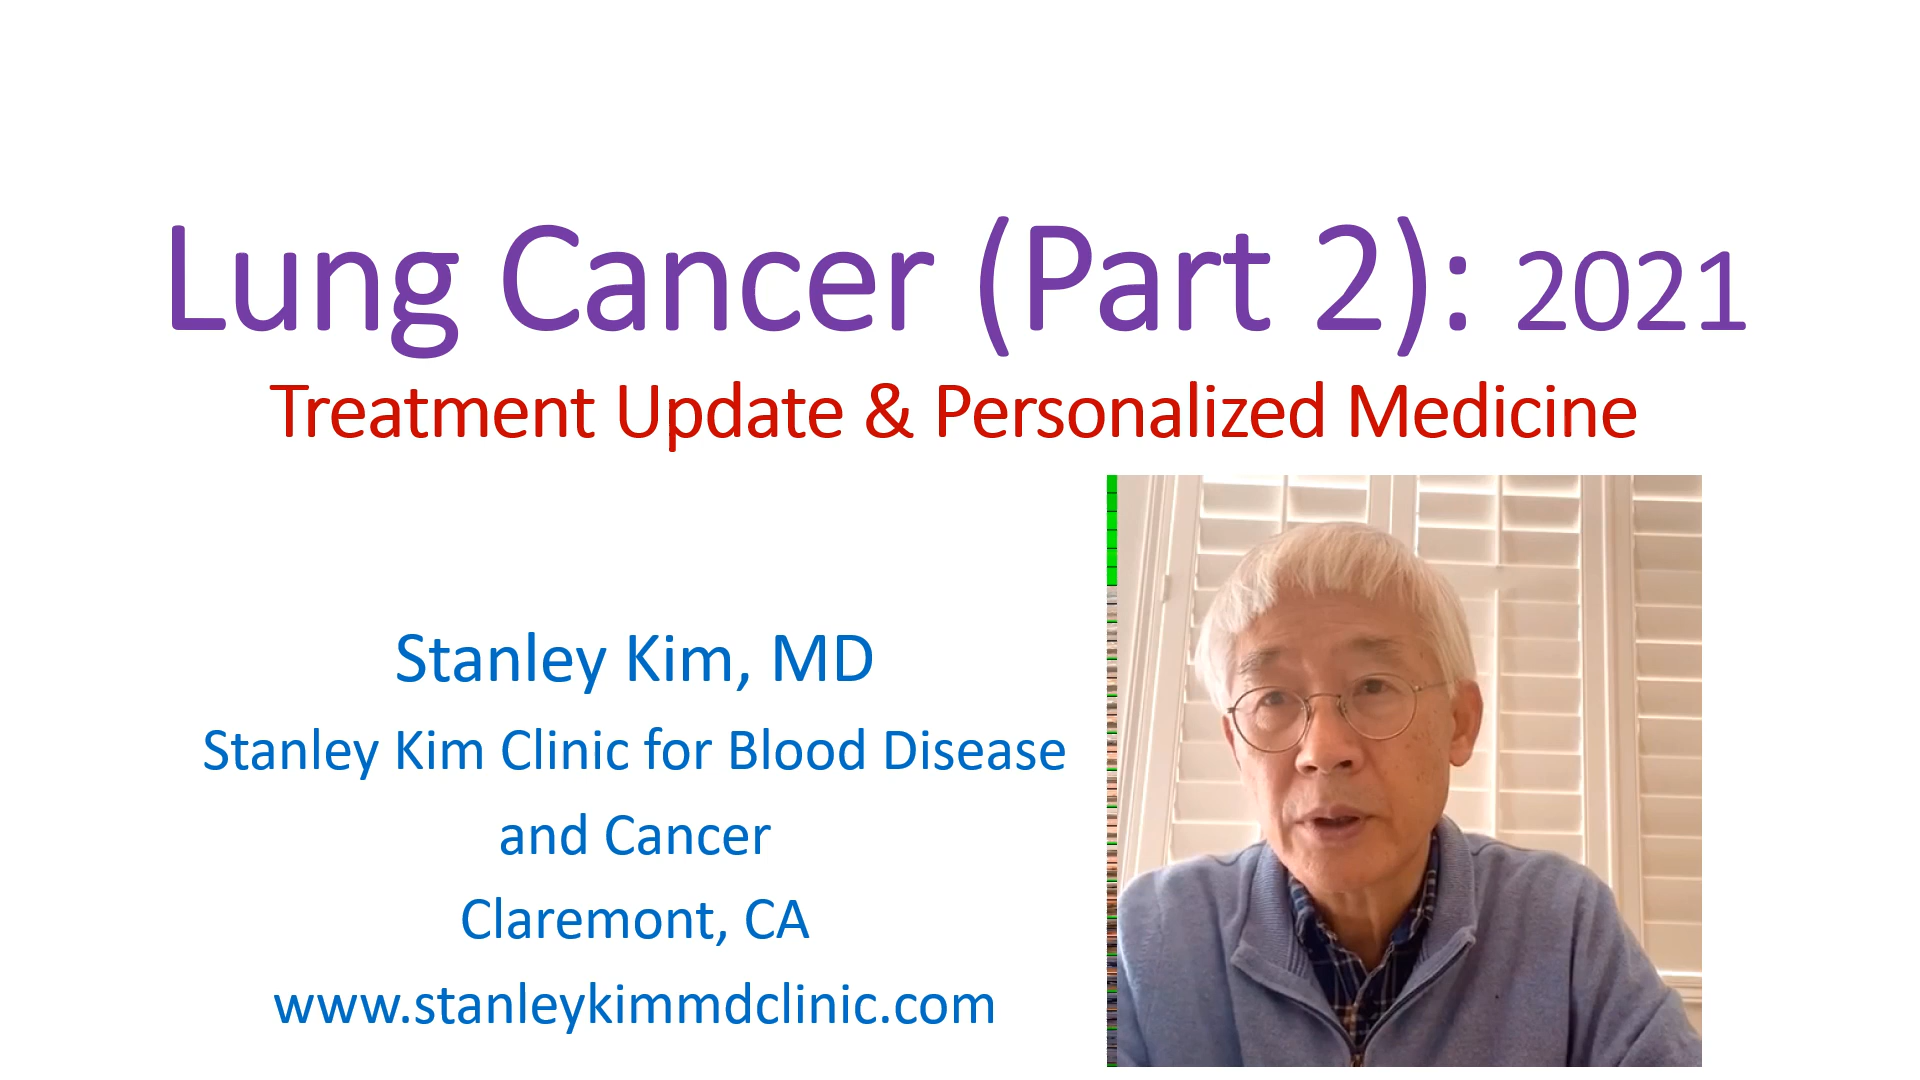 Lung Cancer (Part 2): 2021
Treatment Update & Personalized Medicine
Stanley Kim, MD
Stanley Kim Clinic for Blood Disease
and Cancer
Claremont, CA
www.stanleykimmdclinic.com